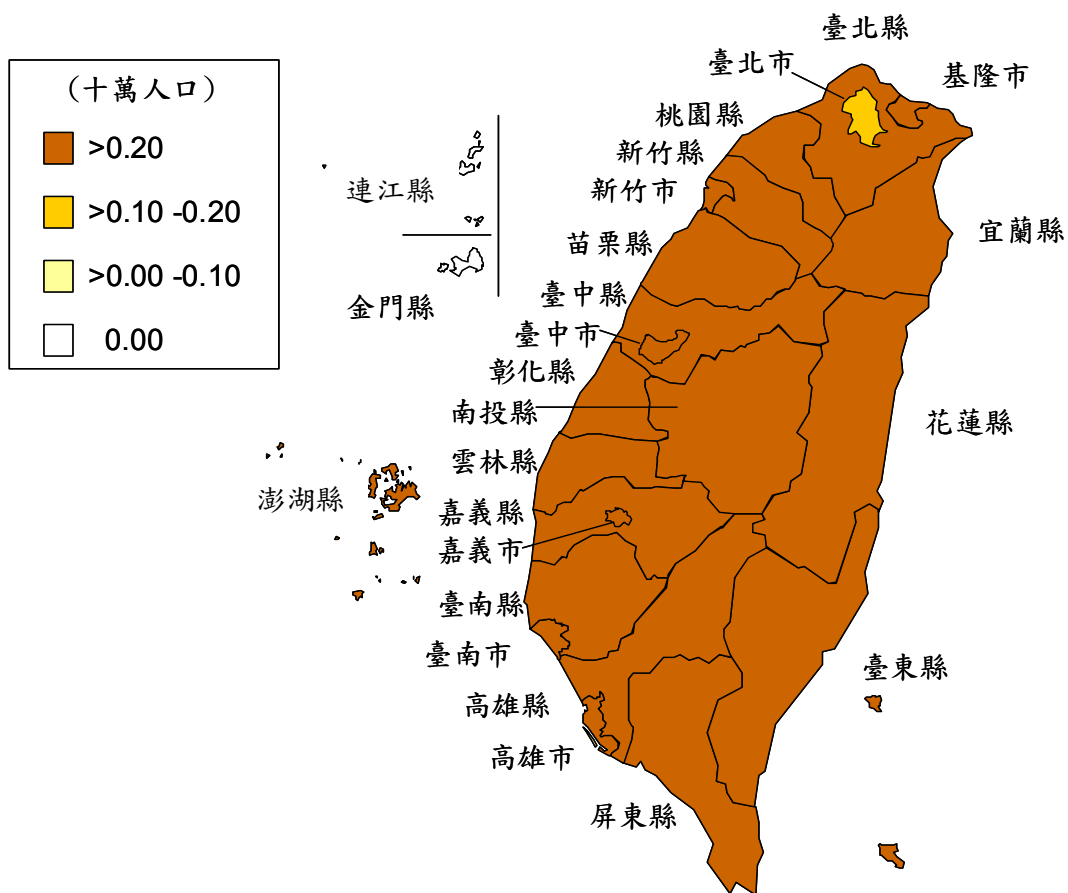 (十萬人口)
>0.20
>0.10 -0.20
>0.00 -0.10
0.00
臺北縣
臺北市
基隆市
桃園縣
新竹縣
新竹市
連江縣
苗栗縣
宜蘭縣
臺中縣
金門縣
臺中市
彰化縣
南投縣
花蓮縣
雲林縣
澎湖縣
嘉義縣
嘉義市
臺南縣
臺南市
臺東縣
高雄縣
高雄市
屏東縣